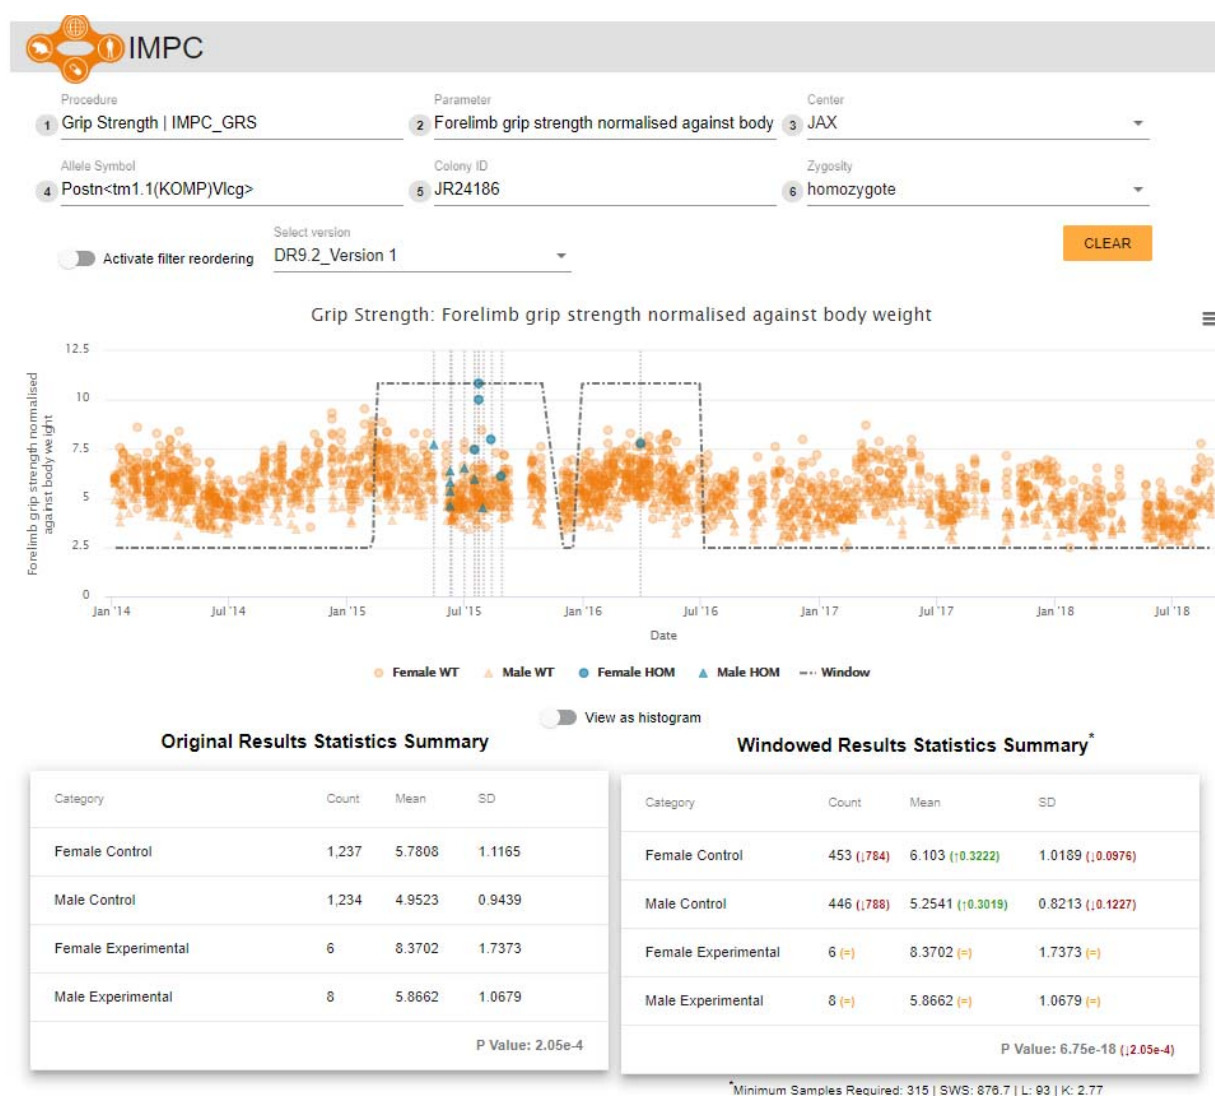 IMPC
Procedure Parameter Center
1 Grip Strength | IMPC_GRS 2 Forelimb grip strength normalised against body 3 JAX
Allele Symbol Colony ID Zygosity
4 Postn<tm1.1(KOMP)Vlcg> 5 JR24186 6 homozygote
Select version
Activate filter reordering DR9.2_Version 1 CLEAR
Grip Strength: Forelimb grip strength normalised against body weight
Forelimb grip strength normalised
against body weight
12.5
10
7.5
5
2.5
0
Jan '14 Jul '14 Jan '15 Jul '15 Jan '16 Jul '16 Jan '17 Jul '17 Jan '18 Jul '18
Date
Female WT Male WT Female HOM Male HOM Window
View as histogram
Original Results Statistics Summary
Category Count Mean SD
Female Control 1,237 5.7808 1.1165
Male Control 1,234 4.9523 0.9439
Female Experimental 6 8.3702 1.7373
Male Experimental 8 5.8662 1.0679
P Value: 2.05e-4
Windowed Results Statistics Summary*
Category Count Mean SD
Female Control 453 (↓784) 6.103 (↑0.3222) 1.0189 (↓0.0976)
Male Control 446 (↓788) 5.2541 (↑0.3019) 0.8213 (↓0.1227)
Female Experimental 6 (=) 8.3702 (=) 1.7373 (=)
Male Experimental 8 (=) 5.8662 (=) 1.0679 (=)
P Value: 6.75e-18 (↓2.05e-4)
*Minimum Samples Required: 315 | SWS: 876.7 | L: 93 | K: 2.77